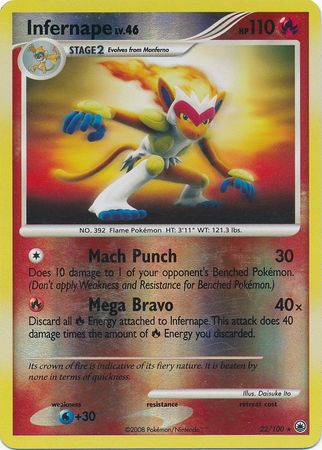 Infernape LV.46
HP 110
STAGE2 Evolves from Monferno
NO. 392 Flame Pokémon HT: 3'11" WT: 121.3 lbs.
Mach Punch 30
Does 10 damage to 1 of your opponent's Benched Pokémon.
(Don't apply Weakness and Resistance for Benched Pokémon.)
Mega Bravo 40×
Discard all Energy attached to Infernape. This attack does 40
damage times the amount of Energy you discarded.
Its crown of fire is indicative of its fiery nature. It is beaten by
none in terms of quickness.
Illus. Daisuke Ito
weakness resistance retreat cost
+30
22/100 ★
©2008 Pokémon/Nintendo